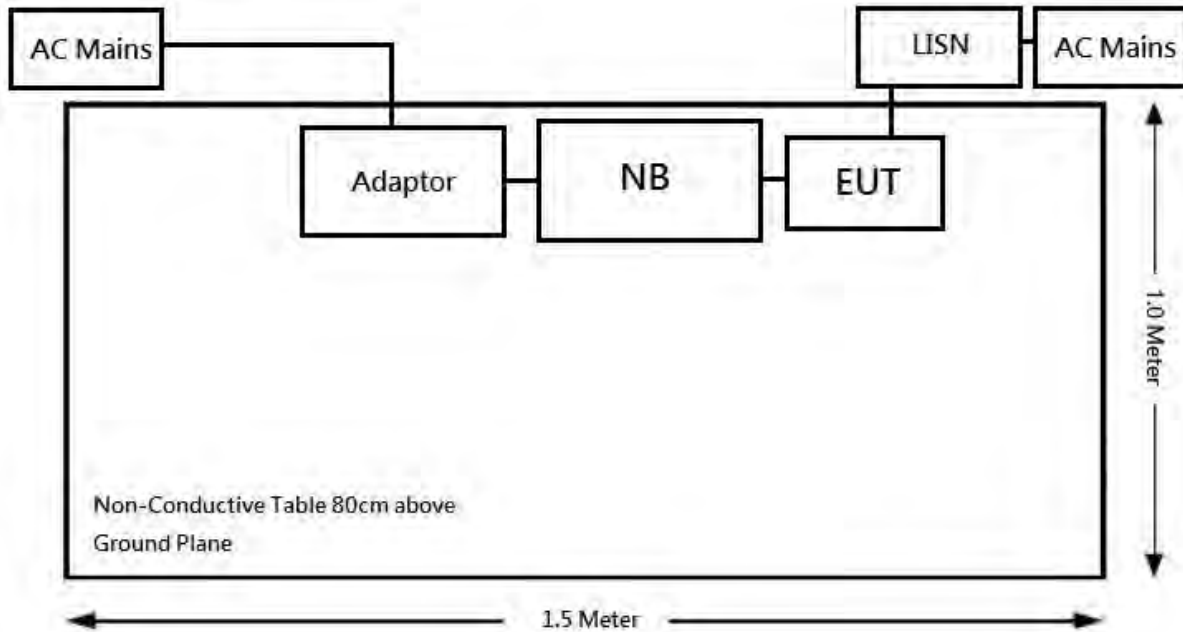 AC Mains
LISN
AC Mains
Adaptor
NB
EUT
1.0 Meter
Non-Conductive Table 80cm above
Ground Plane
1.5 Meter